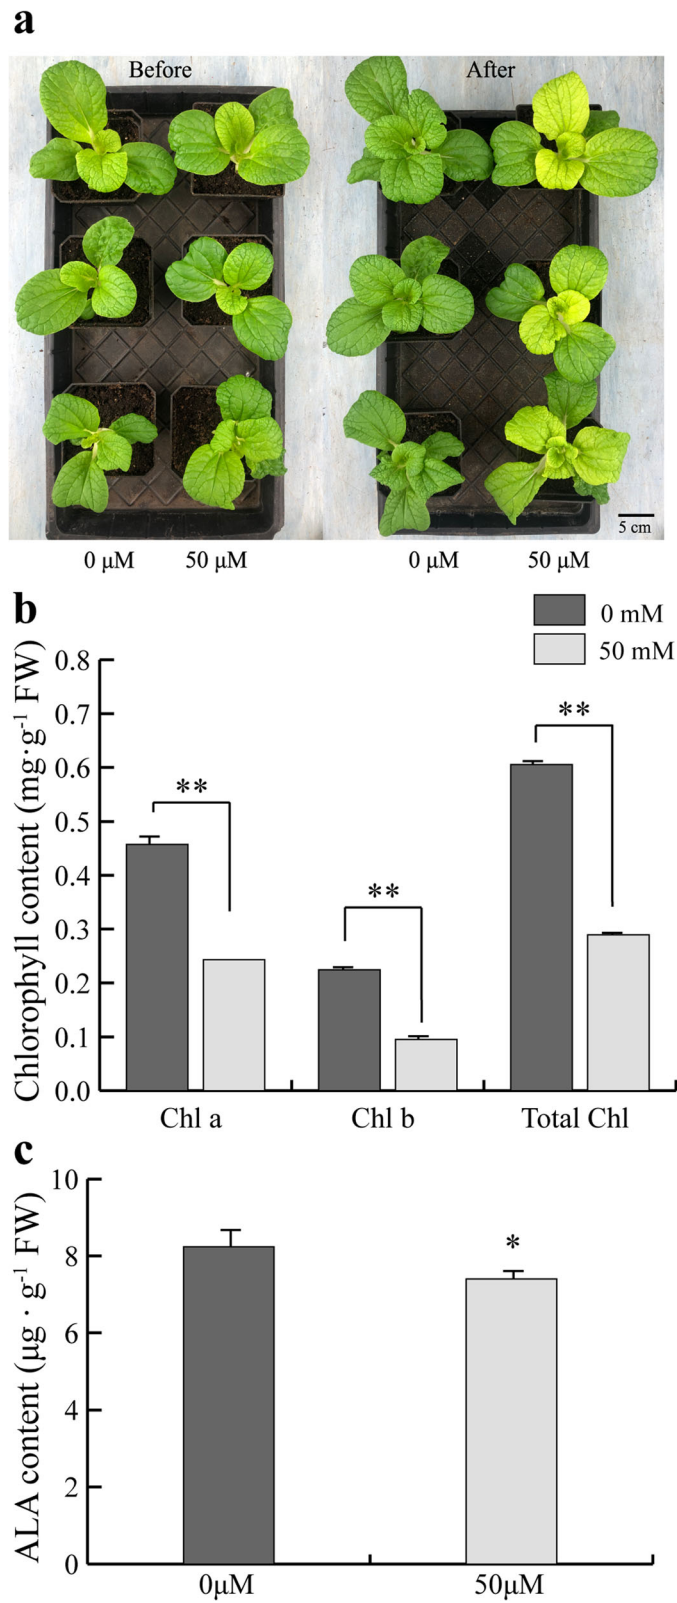 a
Before
After
5 cm
0 μM 50 μM 0 μM 50 μM
b
0 mM
50 mM
Chlorophyll content (mg·g⁻¹ FW)
0.8
0.7
0.6
0.5
0.4
0.3
0.2
0.1
0.0
**
**
**
Chl a Chl b Total Chl
c
ALA content (μg · g⁻¹ FW)
10
8
6
4
2
0
*
0μM 50μM